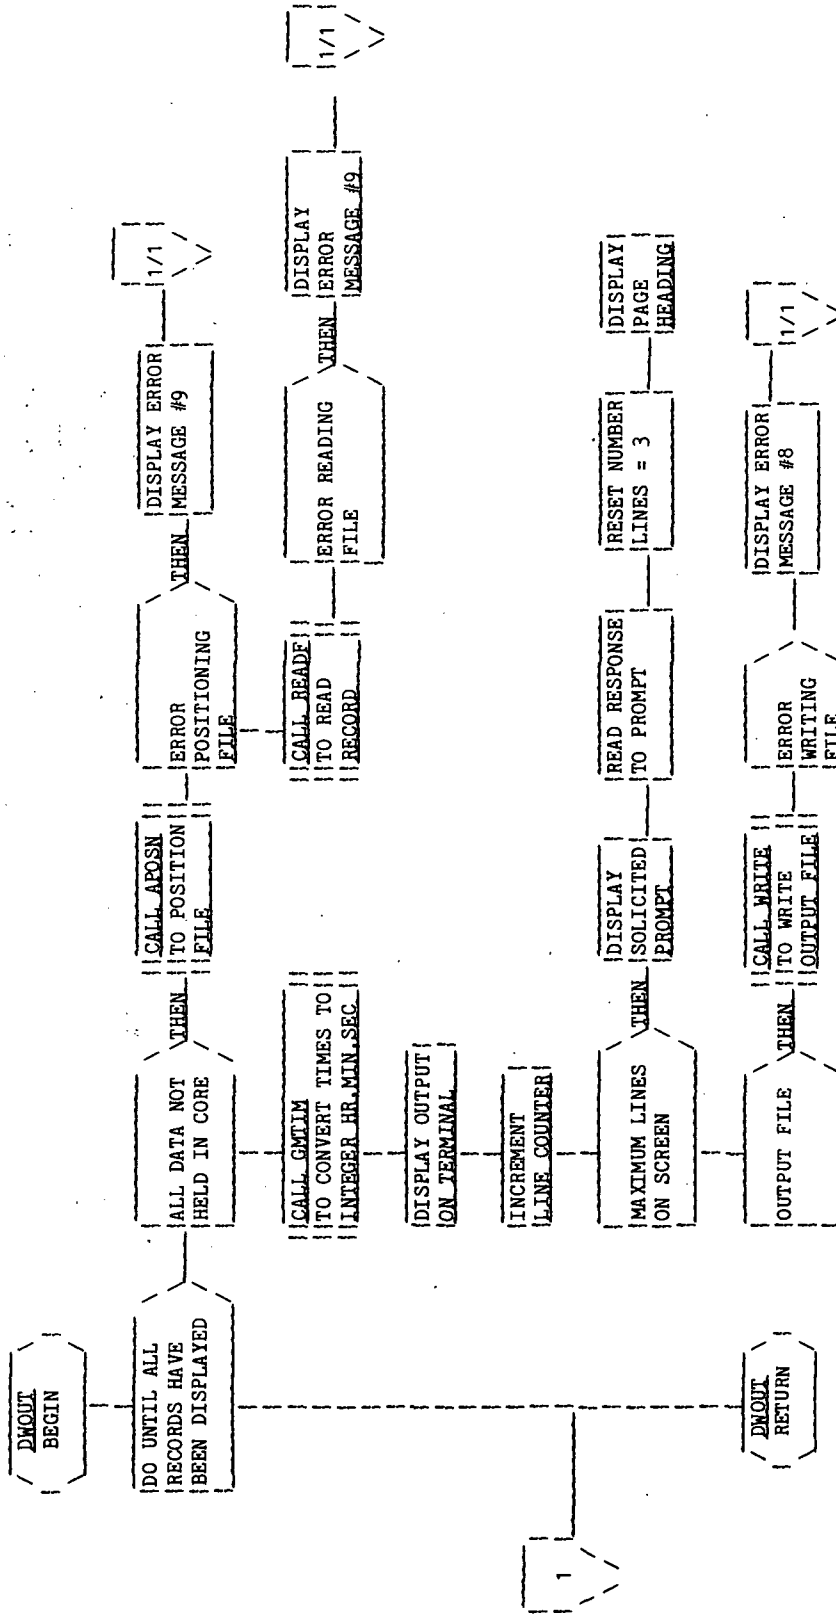 DWOUT
BEGIN
DO UNTIL ALL
RECORDS HAVE
BEEN DISPLAYED
ALL DATA NOT
HELD IN CORE
THEN
CALL APOSN
TO POSITION
FILE
ERROR
POSITIONING
FILE
THEN
DISPLAY ERROR
MESSAGE #9
1/1
CALL READF
TO READ
RECORD
ERROR READING
FILE
THEN
DISPLAY
ERROR
MESSAGE #9
1/1
CALL GMTIM
TO CONVERT TIMES TO
INTEGER HR,MIN,SEC
DISPLAY OUTPUT
ON TERMINAL
INCREMENT
LINE COUNTER
MAXIMUM LINES
ON SCREEN
THEN
DISPLAY
SOLICITED
PROMPT
READ RESPONSE
TO PROMPT
RESET NUMBER
LINES = 3
DISPLAY
PAGE
HEADING
OUTPUT FILE
THEN
CALL WRITE
TO WRITE
OUTPUT FILE
ERROR
WRITING
FILE
DISPLAY ERROR
MESSAGE #8
1/1
1
DWOUT
RETURN